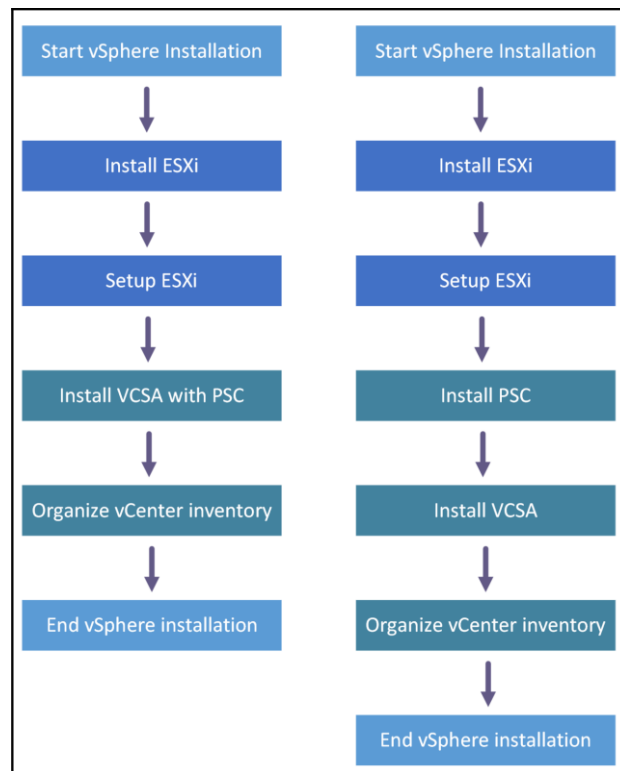 Start vSphere Installation
Install ESXi
Setup ESXi
Install VCSA with PSC
Organize vCenter inventory
End vSphere installation
Start vSphere Installation
Install ESXi
Setup ESXi
Install PSC
Install VCSA
Organize vCenter inventory
End vSphere installation